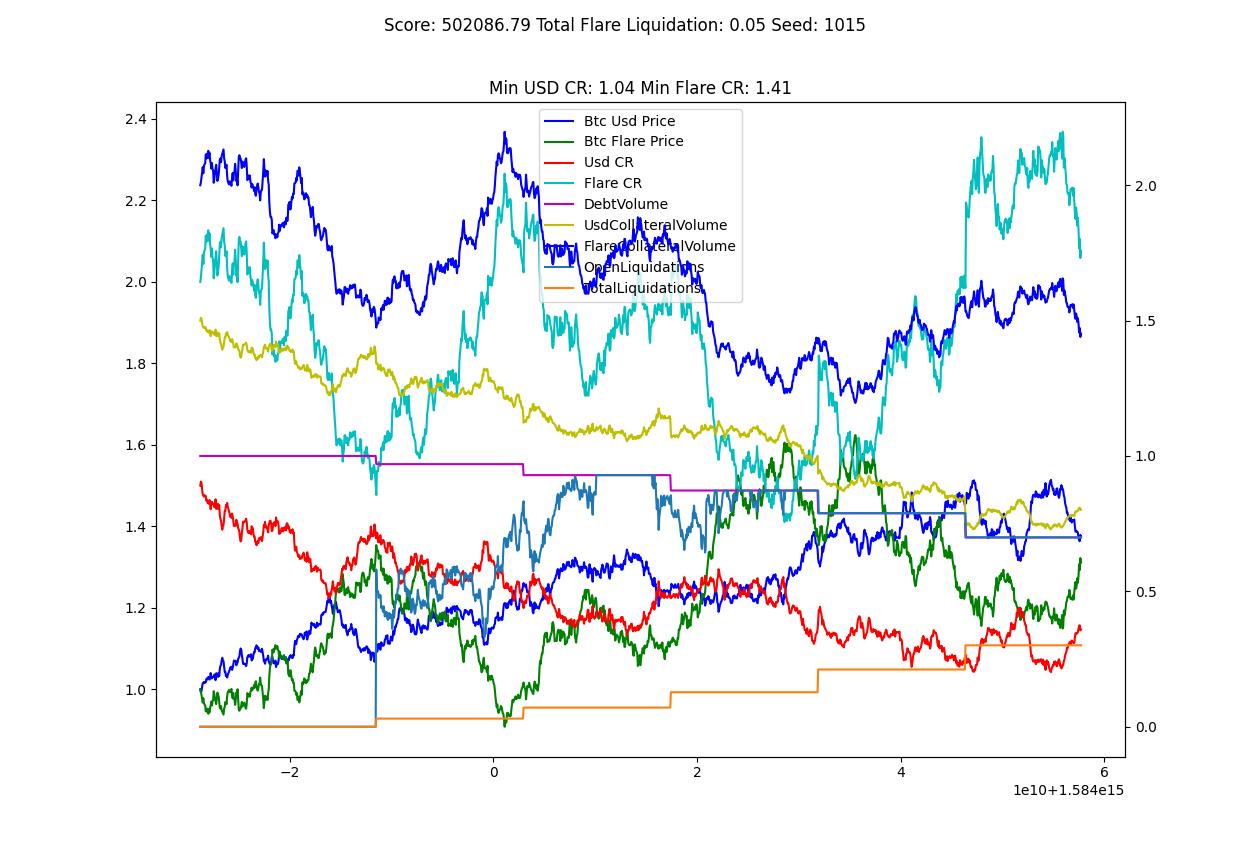 Score: 502086.79 Total Flare Liquidation: 0.05 Seed: 1015
Min USD CR: 1.04 Min Flare CR: 1.41
Btc Usd Price
Btc Flare Price
Usd CR
Flare CR
DebtVolume
UsdCollateralVolume
FlareCollateralVolume
OpenLiquidations
TotalLiquidations
2.4
2.2
2.0
1.8
1.6
1.4
1.2
1.0
2.0
1.5
1.0
0.5
0.0
−2
0
2
4
6
1e10+1.584e15